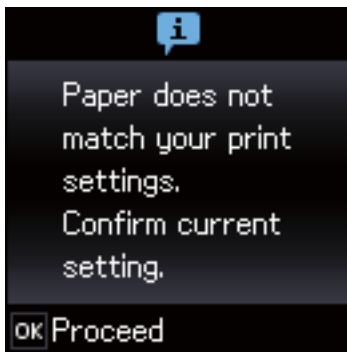 i
Paper does not
match your print
settings.
Confirm current
setting.
OK Proceed